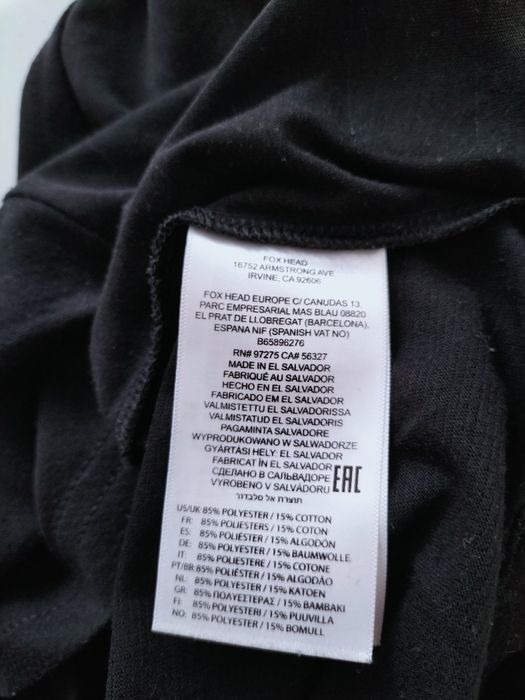 FOX HEAD
16752 ARMSTRONG AVE
IRVINE, CA 92606
FOX HEAD EUROPE C/ CANUDAS 13.
PARC EMPRESARIAL MAS BLAU 08820
EL PRAT DE LLOBREGAT (BARCELONA).
ESPANA NIF (SPANISH VAT NO)
B65896276
RN# 97275 CA# 56327
MADE IN EL SALVADOR
FABRIQUÉ AU SALVADOR
HECHO EN EL SALVADOR
FABRICADO EM EL SALVADOR
VALMISTETTU EL SALVADORISSA
VALMISTATUD EL SALVADORIS
PAGAMINTA SALVADORE
WYPRODUKOWANO W SALWADORZE
GYÁRTÁSI HELY: EL SALVADOR
FABRICAT ÎN EL SALVADOR
СДЕЛАНО В САЛЬВАДОРЕ
VYROBENO V SALVÁDORU
EAC
תוצרת אל סלבדור
US/UK 85% POLYESTER / 15% COTTON
FR: 85% POLIESTERS / 15% COTON
ES: 85% POLIÉSTER / 15% ALGODÓN
DE: 85% POLYESTER / 15% BAUMWOLLE
IT: 85% POLIESTERE / 15% COTONE
PT/BR 85% POLIÉSTER / 15% ALGODÃO
NL: 85% POLYESTER / 15% KATOEN
GR: 85% ΠΟΛΥΕΣΤΕΡΑΣ / 15% BAMBAKI
FI: 85% POLYESTERI / 15% PUUVILLA
NO: 85% POLYESTER / 15% BOMULL